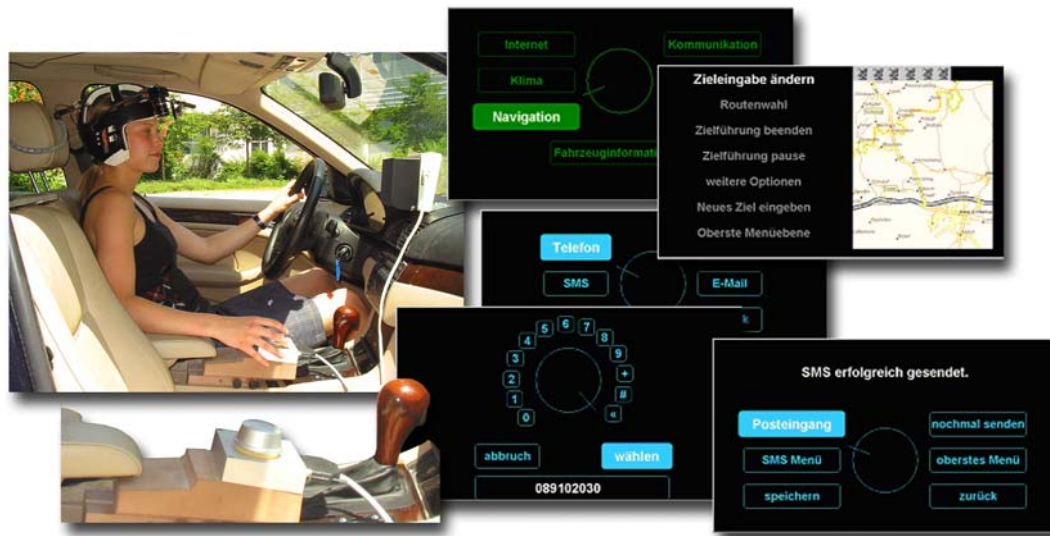 Internet
Kommunikation
Klima
Navigation
Fahrzeuginformati
Zieleingabe ändern
Routenwahl
Zielführung beenden
Zielführung pause
weitere Optionen
Neues Ziel eingeben
Oberste Menüebene
Telefon
SMS
E-Mail
k
0
1
2
3
4
5
6
7
8
9
+
#
«
abbruch
wählen
089102030
SMS erfolgreich gesendet.
Posteingang
nochmal senden
SMS Menü
oberstes Menü
speichern
zurück